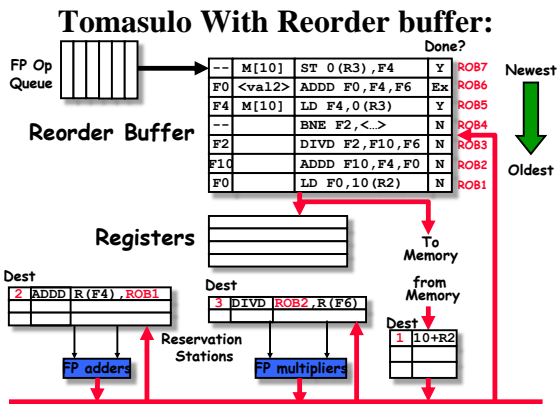 Tomasulo With Reorder buffer:
Done?
FP Op
Queue
-- M[10] ST 0(R3),F4 Y ROB7
F0 <val2> ADDD F0,F4,F6 Ex ROB6
F4 M[10] LD F4,0(R3) Y ROB5
-- BNE F2,<…> N ROB4
F2 DIVD F2,F10,F6 N ROB3
F10 ADDD F10,F4,F0 N ROB2
F0 LD F0,10(R2) N ROB1
Newest
Oldest
Reorder Buffer
Registers
To
Memory
from
Memory
Dest
2 ADDD R(F4),ROB1
Dest
3 DIVD ROB2,R(F6)
Dest
1 10+R2
Reservation
Stations
FP adders
FP multipliers